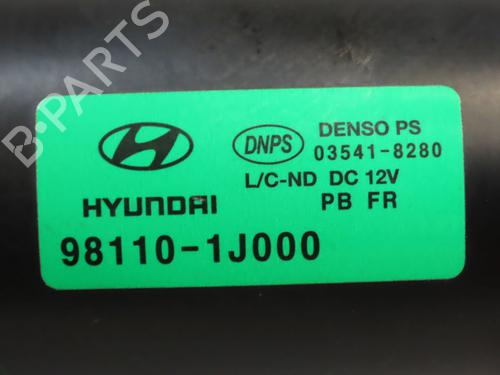 B-PARTS
DNPS
DENSO PS
03541-8280
L/C-ND DC 12V
HYUNDAI
PB FR
98110-1J000